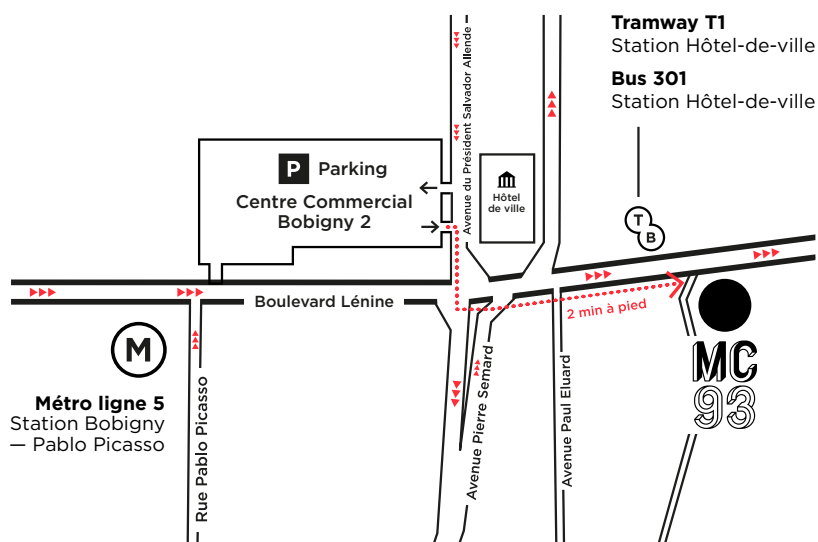 Tramway T1
Station Hôtel-de-ville
Bus 301
Station Hôtel-de-ville
Avenue du Président Salvador Allende
P Parking
Centre Commercial
Bobigny 2
Hôtel
de ville
T
B
Boulevard Lénine
2 min à pied
M
Métro ligne 5
Station Bobigny
— Pablo Picasso
Rue Pablo Picasso
Avenue Pierre Semard
Avenue Paul Eluard
MC
93